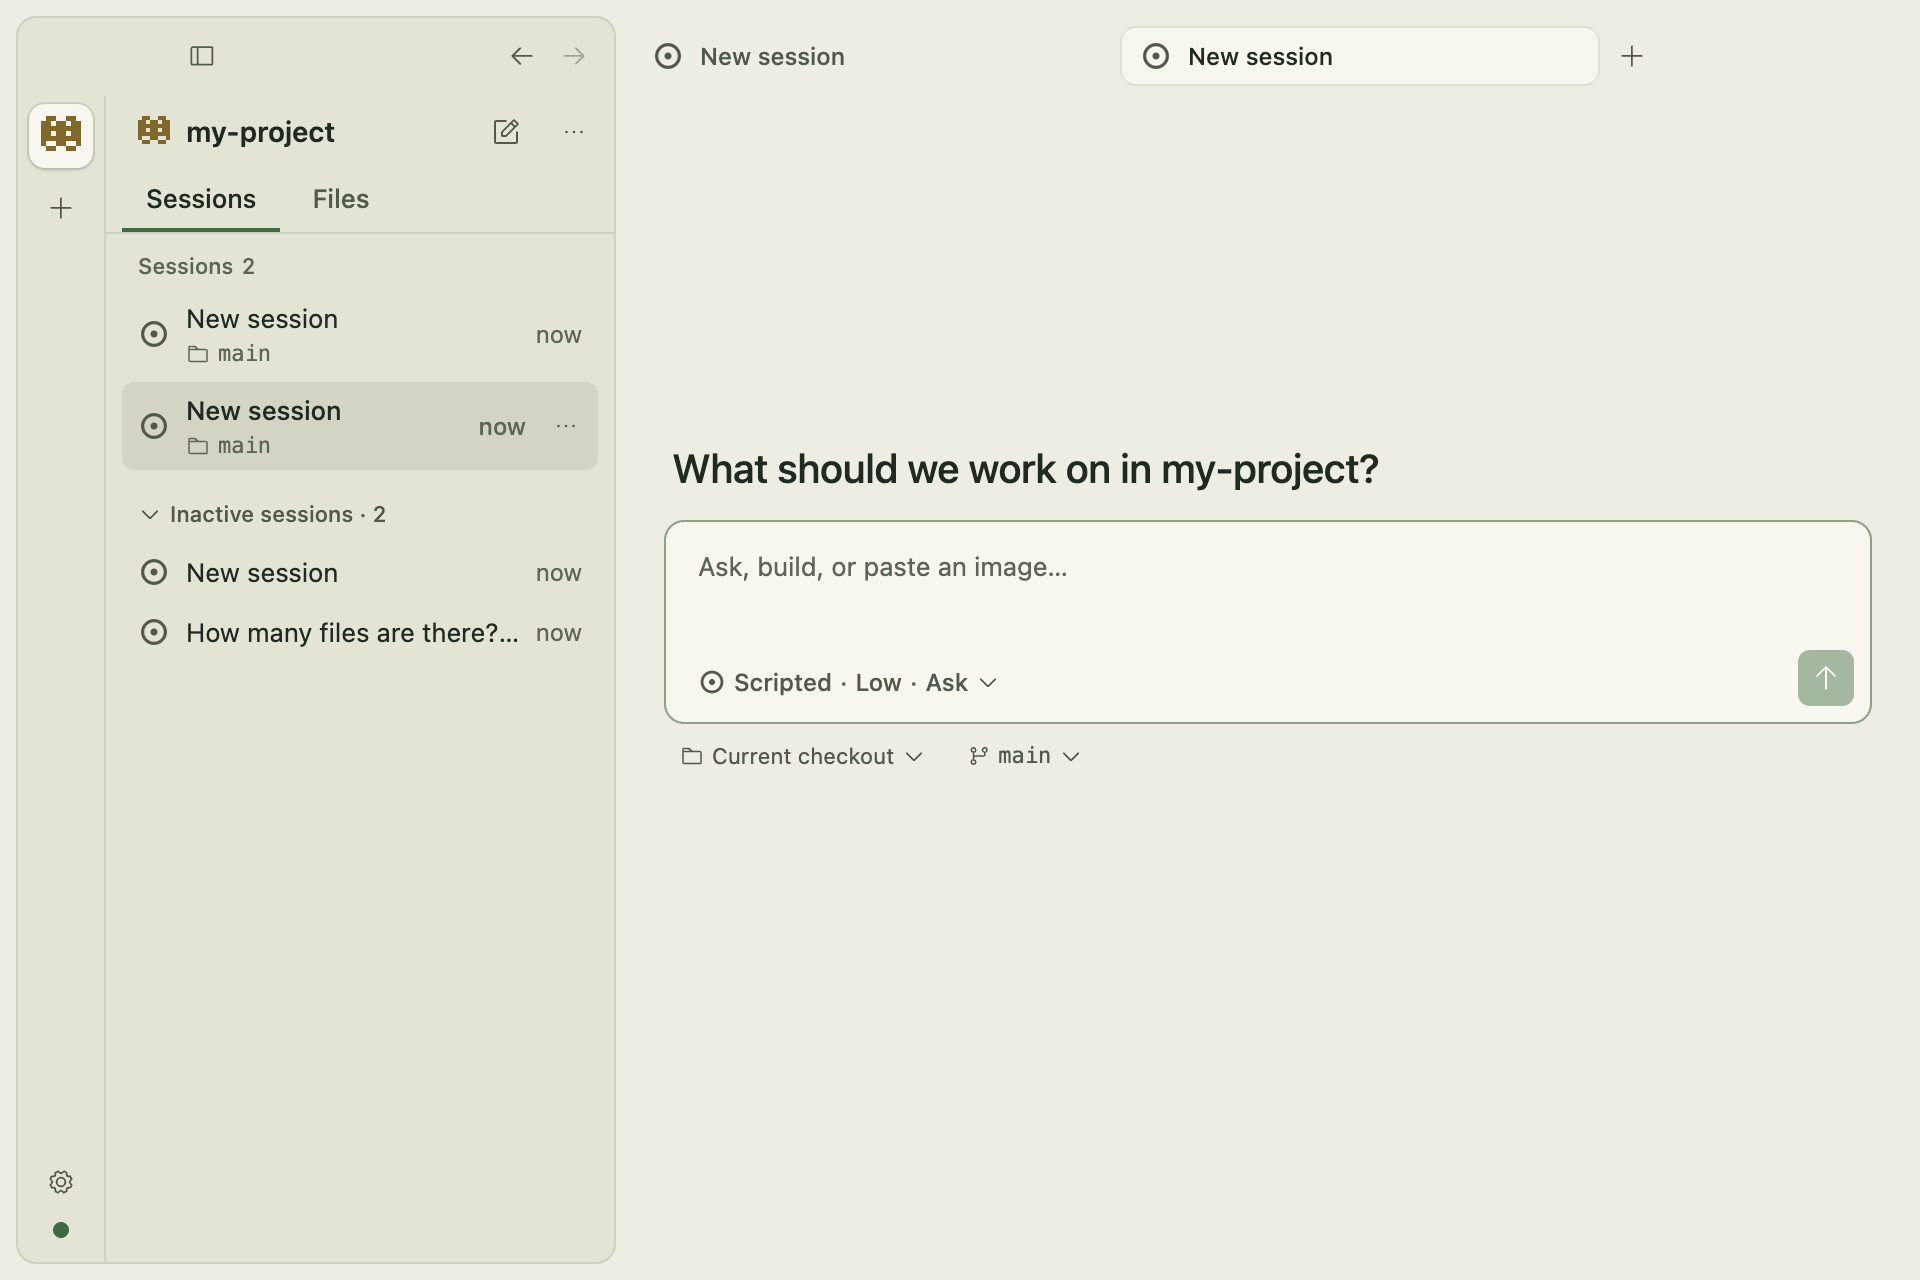 New session
New session
my-project
Sessions
Files
Sessions 2
New session
now
main
New session
now
main
Inactive sessions · 2
New session
now
How many files are there?...
now
What should we work on in my-project?
Ask, build, or paste an image...
Scripted · Low · Ask
Current checkout
main